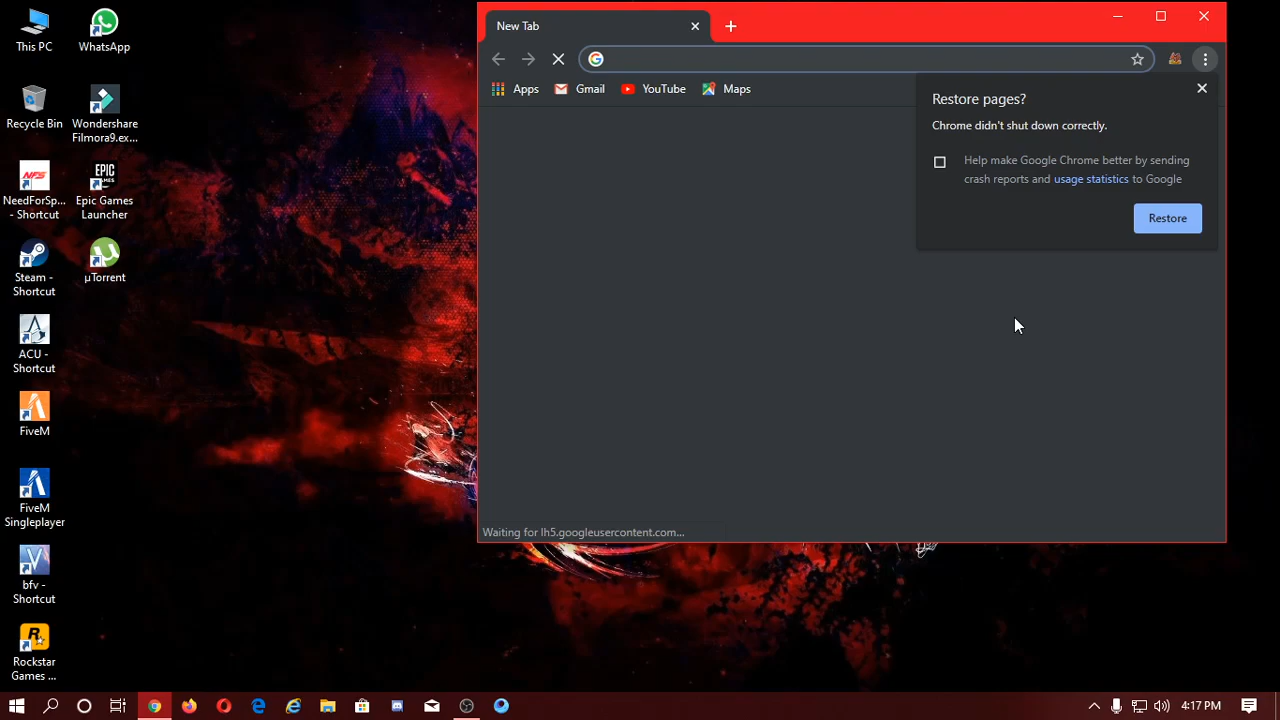 This PC
WhatsApp
Recycle Bin
Wondershare
Filmora9.ex...
NFS
NeedForSp...
- Shortcut
EPIC
GAMES
Epic Games
Launcher
Steam -
Shortcut
µTorrent
ACU -
Shortcut
FiveM
FiveM
Singleplayer
bfv -
Shortcut
Rockstar
Games ...
New Tab
Apps
Gmail
YouTube
Maps
Restore pages?
Chrome didn't shut down correctly.
Help make Google Chrome better by sending
crash reports and usage statistics to Google
Restore
Waiting for lh5.googleusercontent.com...
4:17 PM